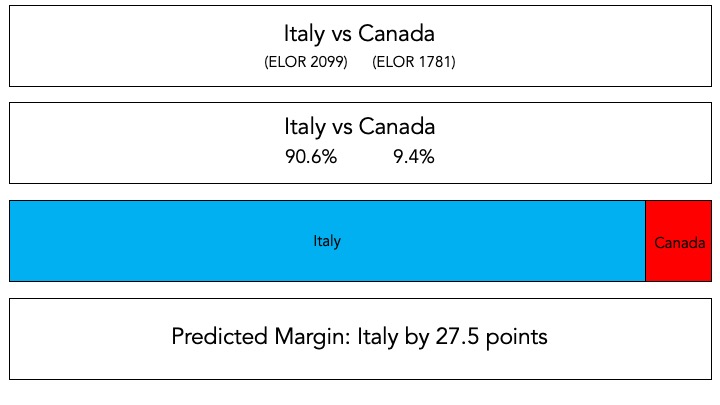 Italy vs Canada
(ELOR 2099) (ELOR 1781)
Italy vs Canada
90.6% 9.4%
Italy Canada
Predicted Margin: Italy by 27.5 points